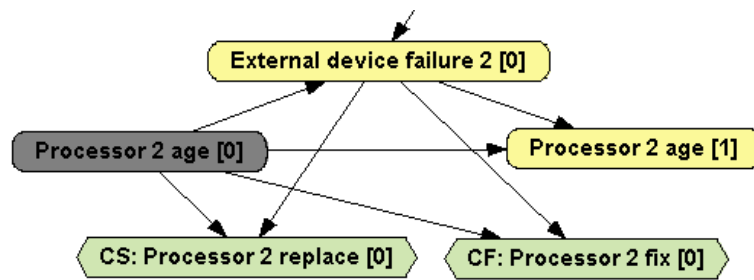 External device failure 2 [0]
Processor 2 age [0]
Processor 2 age [1]
CS: Processor 2 replace [0]
CF: Processor 2 fix [0]